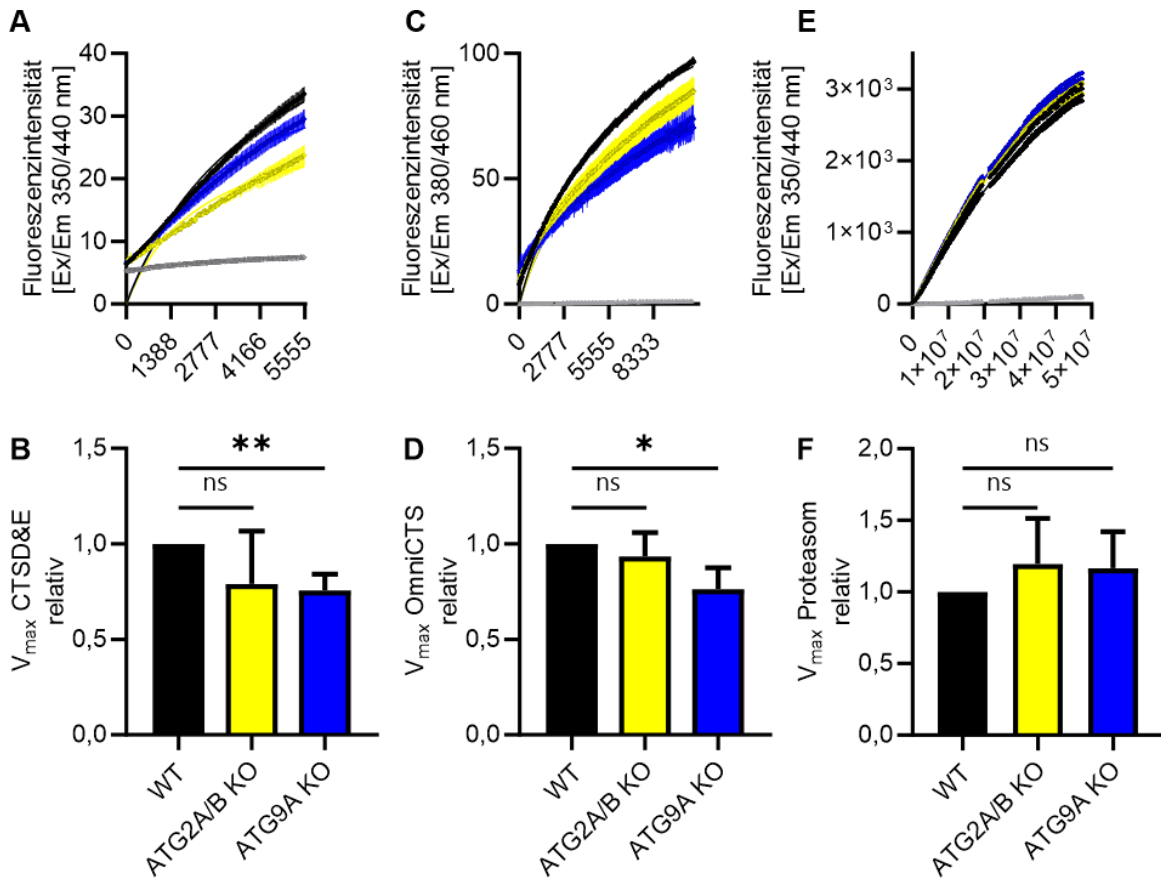 A
Fluoreszenzintensität
[Ex/Em 350/440 nm]
40
30
20
10
0
0
1388
2777
4166
5555
C
Fluoreszenzintensität
[Ex/Em 380/460 nm]
100
50
0
0
2777
5555
8333
E
Fluoreszenzintensität
[Ex/Em 350/440 nm]
3×10³
2×10³
1×10³
0
0
1×10⁷
2×10⁷
3×10⁷
4×10⁷
5×10⁷
B
Vmax CTSD&E
relativ
1,5
1,0
0,5
0,0
**
ns
WT
ATG2A/B KO
ATG9A KO
D
Vmax OmniCTS
relativ
1,5
1,0
0,5
0,0
*
ns
WT
ATG2A/B KO
ATG9A KO
F
Vmax Proteasom
relativ
2,0
1,5
1,0
0,5
0,0
ns
ns
WT
ATG2A/B KO
ATG9A KO